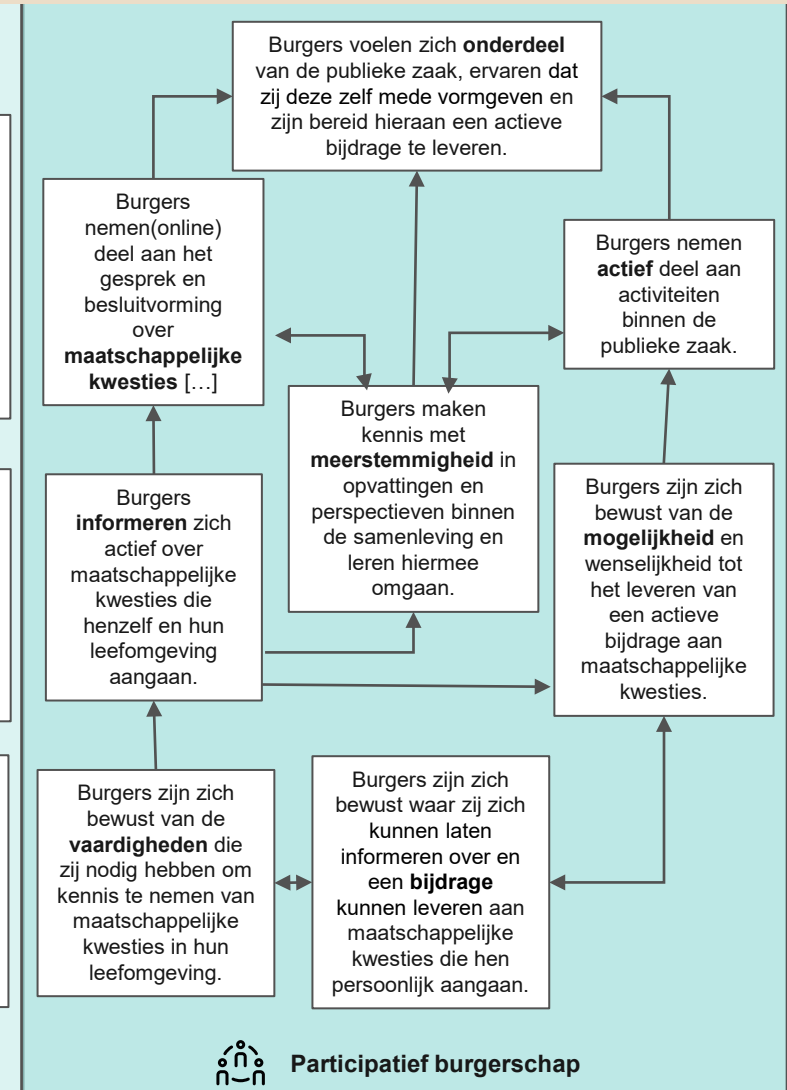 Burgers voelen zich onderdeel
van de publieke zaak, ervaren dat
zij deze zelf mede vormgeven en
zijn bereid hieraan een actieve
bijdrage te leveren.
Burgers
nemen(online)
deel aan het
gesprek en
besluitvorming
over
maatschappelijke
kwesties […]
Burgers nemen
actief deel aan
activiteiten
binnen de
publieke zaak.
Burgers maken
kennis met
meerstemmigheid in
opvattingen en
perspectieven binnen
de samenleving en
leren hiermee
omgaan.
Burgers
informeren zich
actief over
maatschappelijke
kwesties die
henzelf en hun
leefomgeving
aangaan.
Burgers zijn zich
bewust van de
mogelijkheid en
wenselijkheid tot
het leveren van
een actieve
bijdrage aan
maatschappelijke
kwesties.
Burgers zijn zich
bewust van de
vaardigheden die
zij nodig hebben om
kennis te nemen van
maatschappelijke
kwesties in hun
leefomgeving.
Burgers zijn zich
bewust waar zij zich
kunnen laten
informeren over en
een bijdrage
kunnen leveren aan
maatschappelijke
kwesties die hen
persoonlijk aangaan.
Participatief burgerschap